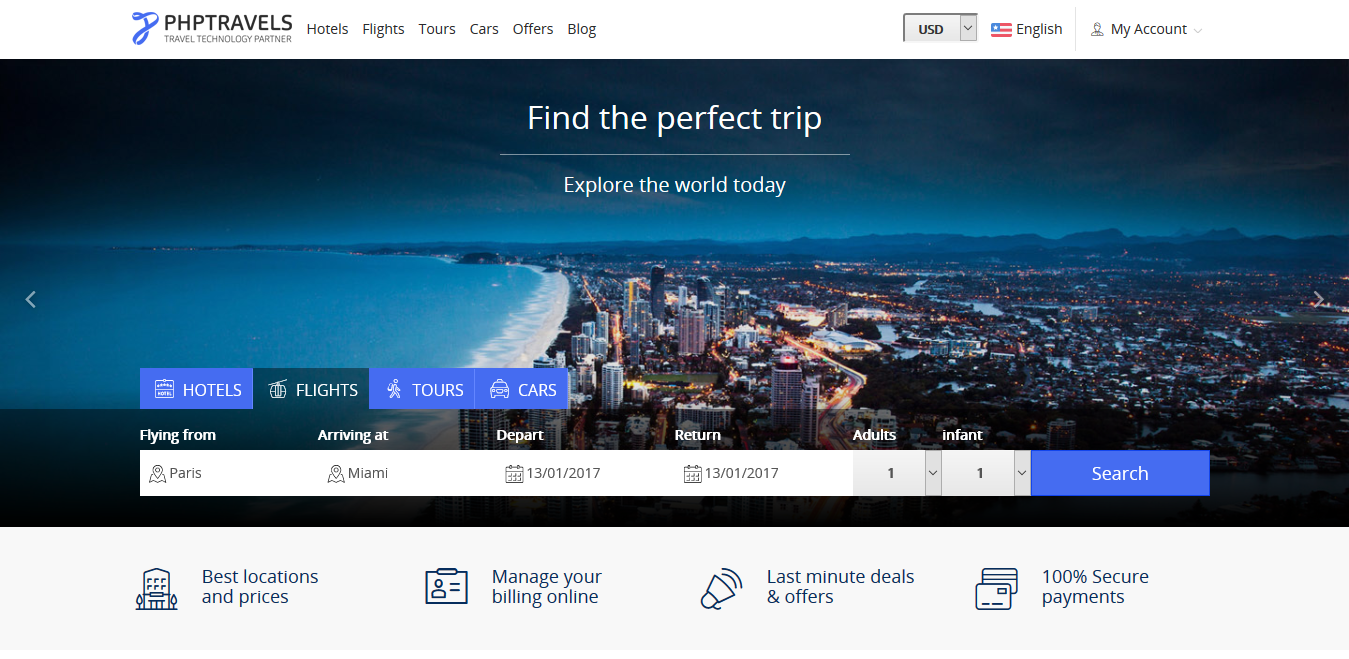 PHPTRAVELS
TRAVEL TECHNOLOGY PARTNER
Hotels Flights Tours Cars Offers Blog
USD English My Account
Find the perfect trip
Explore the world today
HOTELS FLIGHTS TOURS CARS
Flying from Arriving at Depart Return Adults infant
Paris Miami 13/01/2017 13/01/2017 1 1 Search
Best locations
and prices
Manage your
billing online
Last minute deals
& offers
100% Secure
payments